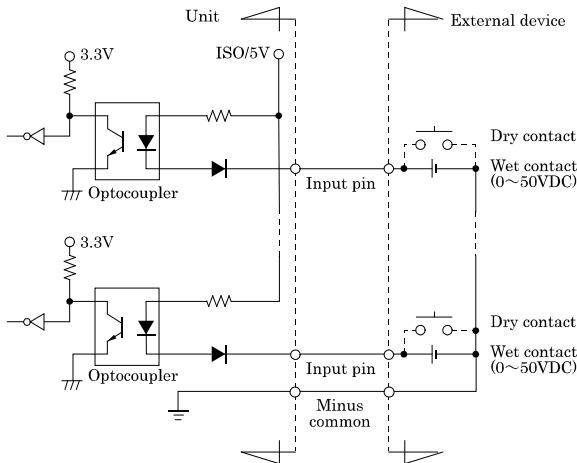 Unit
External device
3.3V
ISO/5V
Dry contact
Wet contact
(0～50VDC)
Input pin
Optocoupler
3.3V
Dry contact
Wet contact
(0～50VDC)
Input pin
Optocoupler
Minus
common